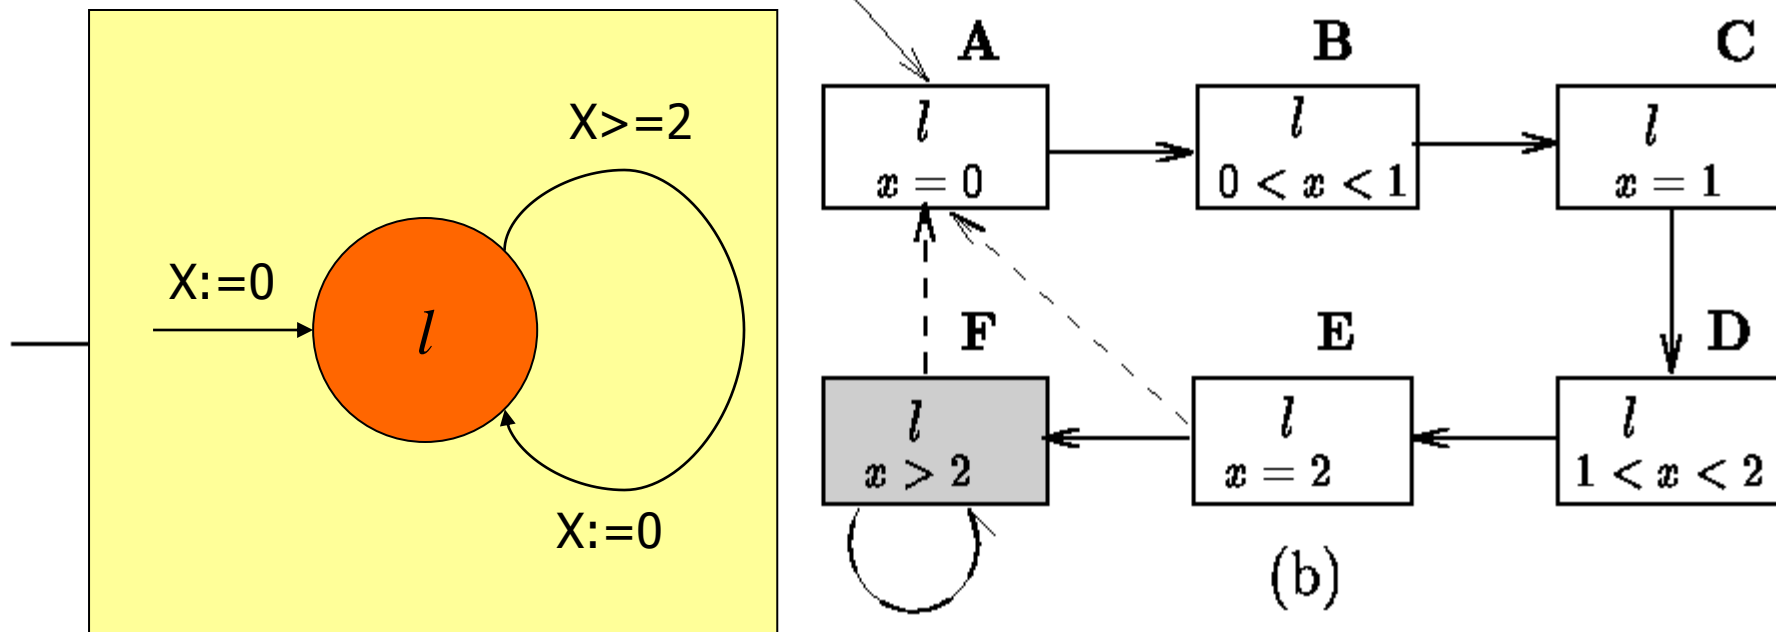 X>=2
X:=0
l
X:=0
A
l
x = 0
B
l
0 < x < 1
C
l
x = 1
F
l
x > 2
E
l
x = 2
D
l
1 < x < 2
(b)